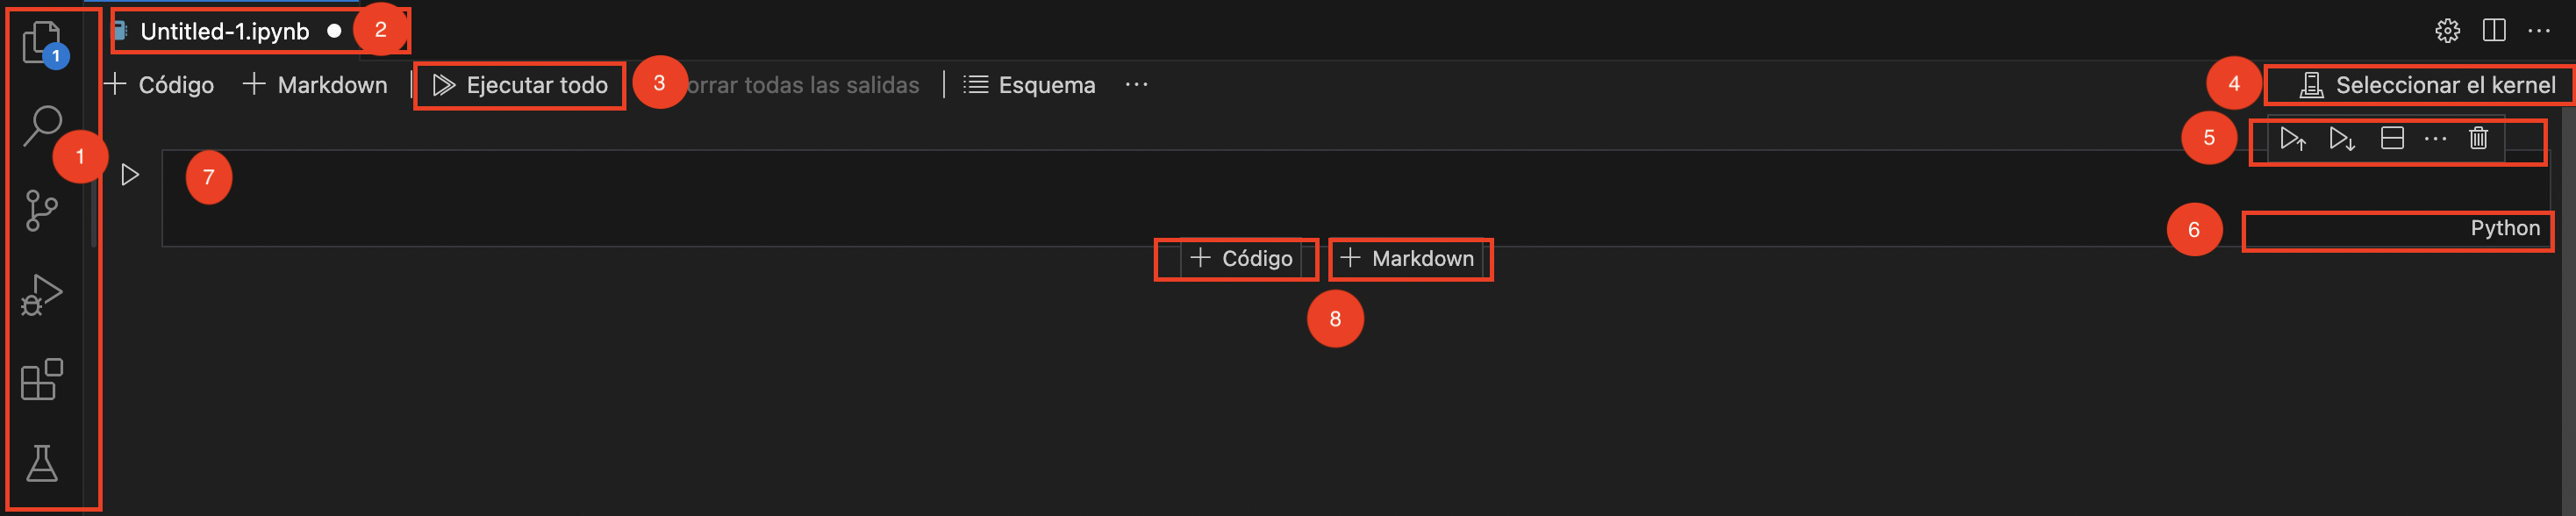 1
Untitled-1.ipynb
2
Código
Markdown
Ejecutar todo
3
orrar todas las salidas
Esquema
...
4
Seleccionar el kernel
5
1
7
6
Python
Código
Markdown
8